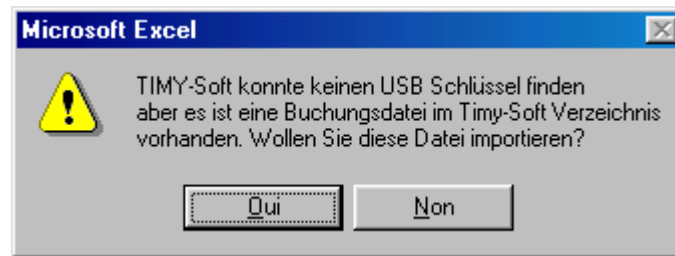 Microsoft Excel
TIMY-Soft konnte keinen USB Schlüssel finden
aber es ist eine Buchungsdatei im Timy-Soft Verzeichnis
vorhanden. Wollen Sie diese Datei importieren?
Oui
Non